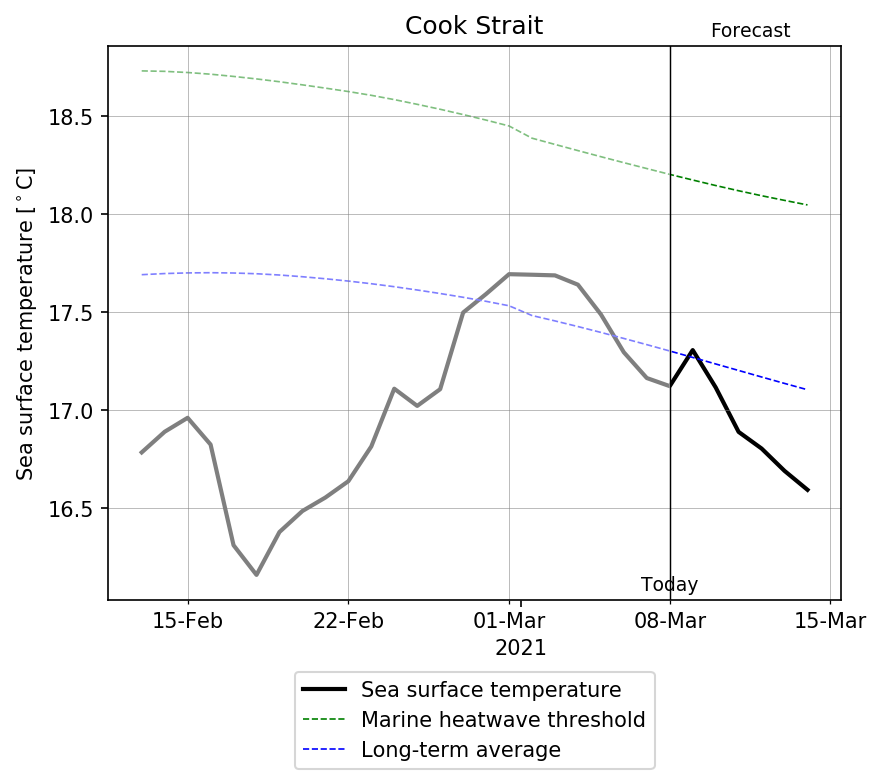 Cook Strait
Forecast
Sea surface temperature [°C]
18.5
18.0
17.5
17.0
16.5
Today
15-Feb
22-Feb
01-Mar
08-Mar
15-Mar
2021
Sea surface temperature
Marine heatwave threshold
Long-term average